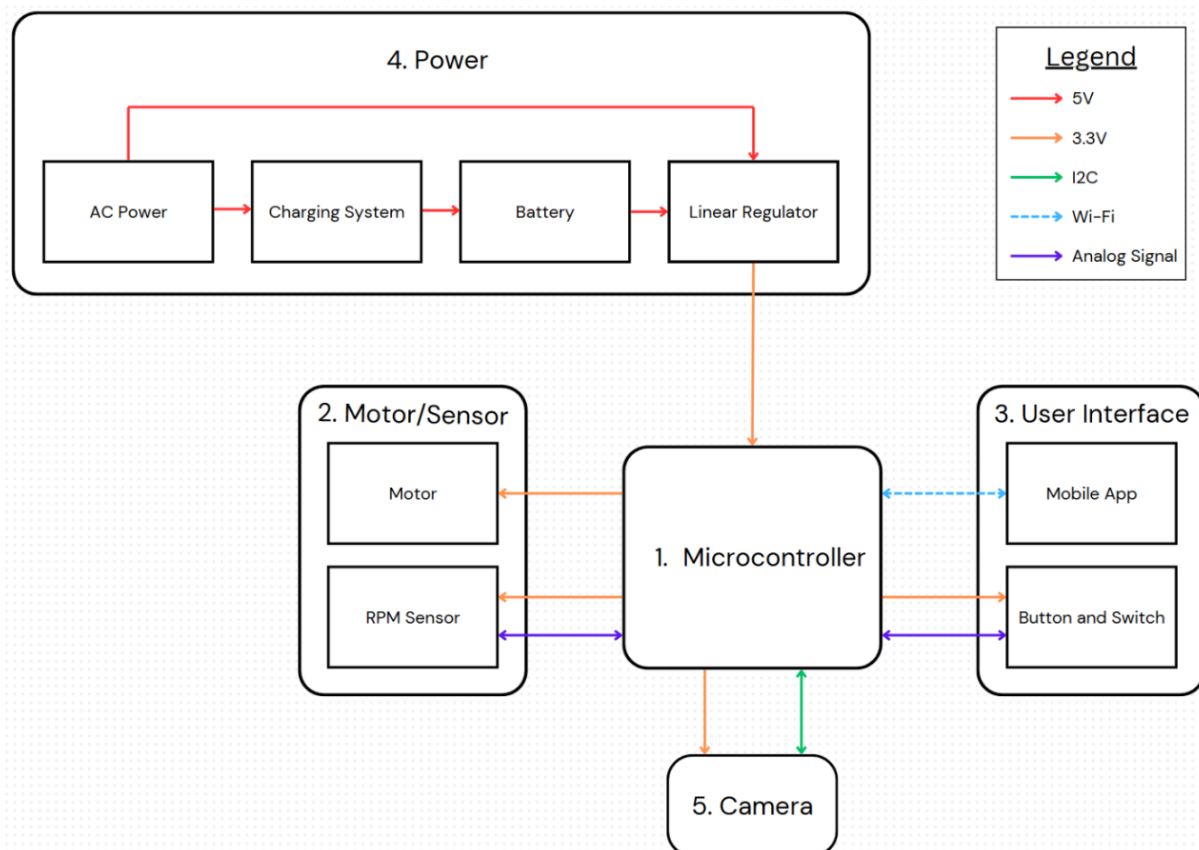 4. Power
AC Power
Charging System
Battery
Linear Regulator
Legend
5V
3.3V
I2C
Wi-Fi
Analog Signal
2. Motor/Sensor
Motor
RPM Sensor
1. Microcontroller
3. User Interface
Mobile App
Button and Switch
5. Camera